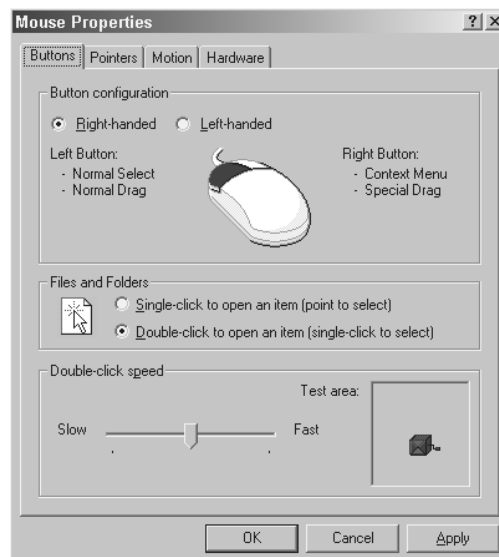 Mouse Properties ? ×
Buttons Pointers Motion Hardware
Button configuration
Right-handed Left-handed
Left Button:
- Normal Select
- Normal Drag
Right Button:
- Context Menu
- Special Drag
Files and Folders
Single-click to open an item (point to select)
Double-click to open an item (single-click to select)
Double-click speed
Test area:
Slow Fast
OK Cancel Apply